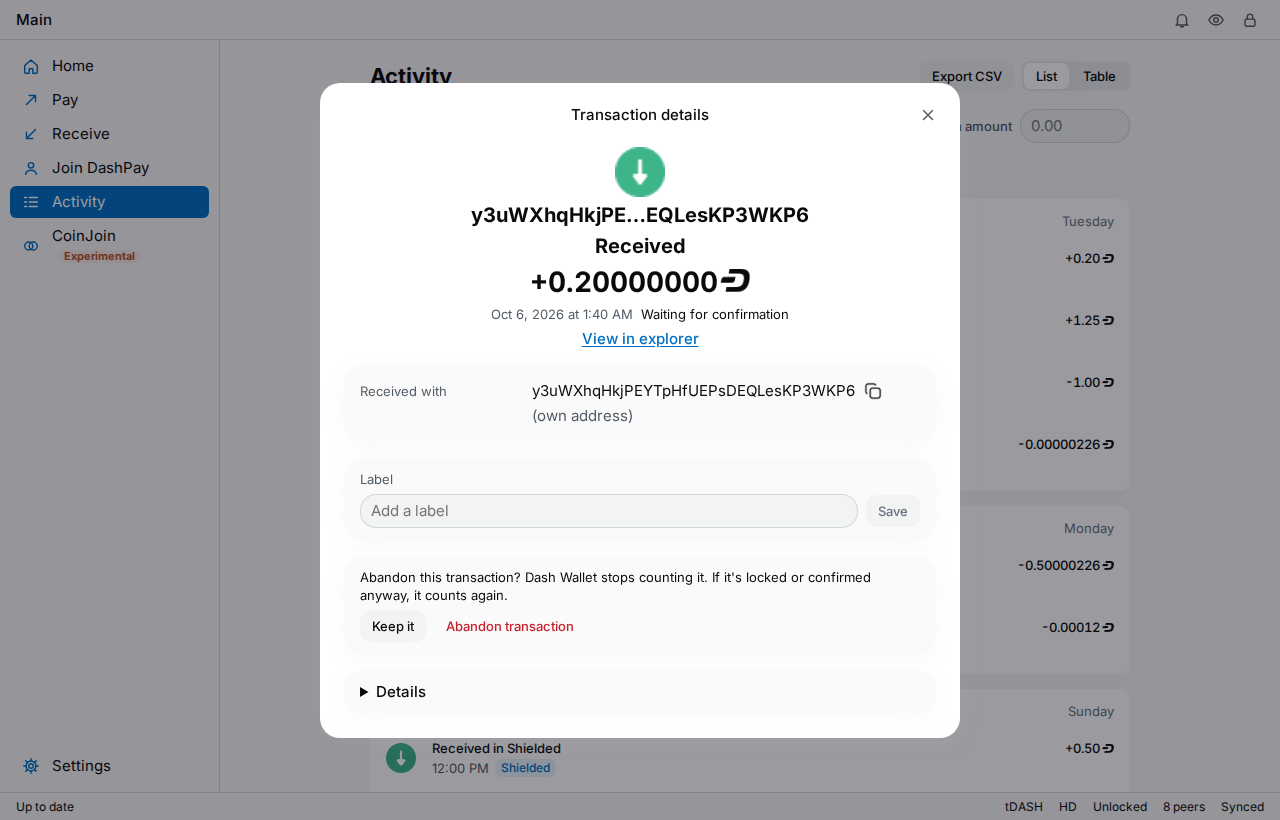 Main
Home
Pay
Receive
Join DashPay
Activity
CoinJoin
Experimental
Settings
Activity
Export CSV
List
Table
amount
0.00
Tuesday
+0.20
+1.25
-1.00
-0.00000226
Monday
-0.50000226
-0.00012
Sunday
Received in Shielded
12:00 PM
Shielded
+0.50
Transaction details
y3uWXhqHkjPE...EQLesKP3WKP6
Received
+0.20000000
Oct 6, 2026 at 1:40 AM Waiting for confirmation
View in explorer
Received with
y3uWXhqHkjPEYTpHfUEPsDEQLesKP3WKP6
(own address)
Label
Add a label
Save
Abandon this transaction? Dash Wallet stops counting it. If it's locked or confirmed
anyway, it counts again.
Keep it
Abandon transaction
Details
Up to date
tDASH
HD
Unlocked
8 peers
Synced